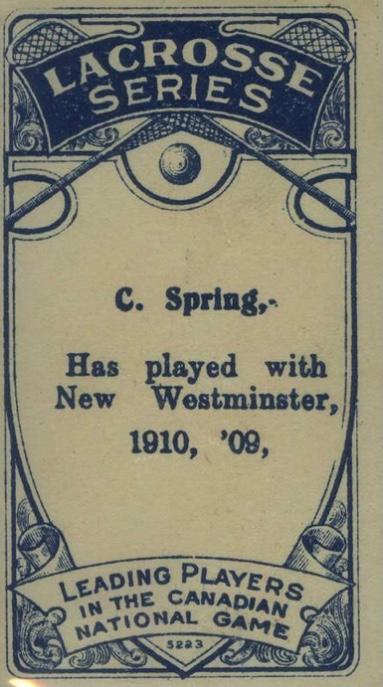 LACROSSE
SERIES
C. Spring,-
Has played with
New Westminster,
1910, '09,
LEADING PLAYERS
IN THE CANADIAN
NATIONAL GAME
5223